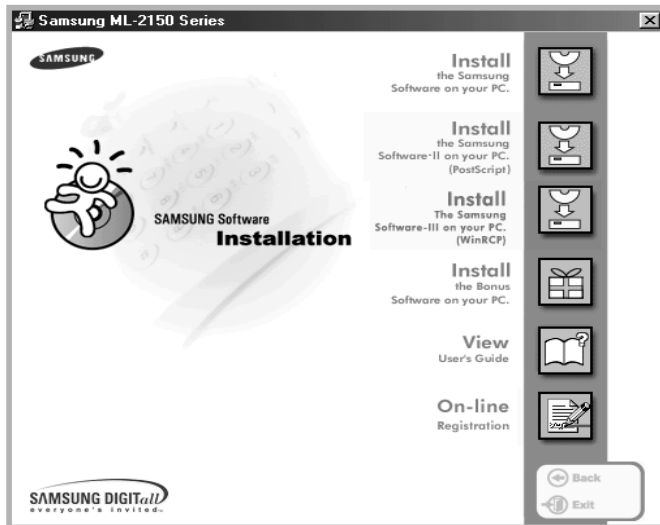 Samsung ML-2150 Series
SAMSUNG
Install
the Samsung
Software on your PC.
Install
the Samsung
Software-II on your PC.
(PostScript)
Install
The Samsung
Software-III on your PC.
(WinRCP)
SAMSUNG Software
Installation
Install
the Bonus
Software on your PC.
View
User's Guide
On-line
Registration
Back
Exit
SAMSUNG DIGITall
everyone's invited™